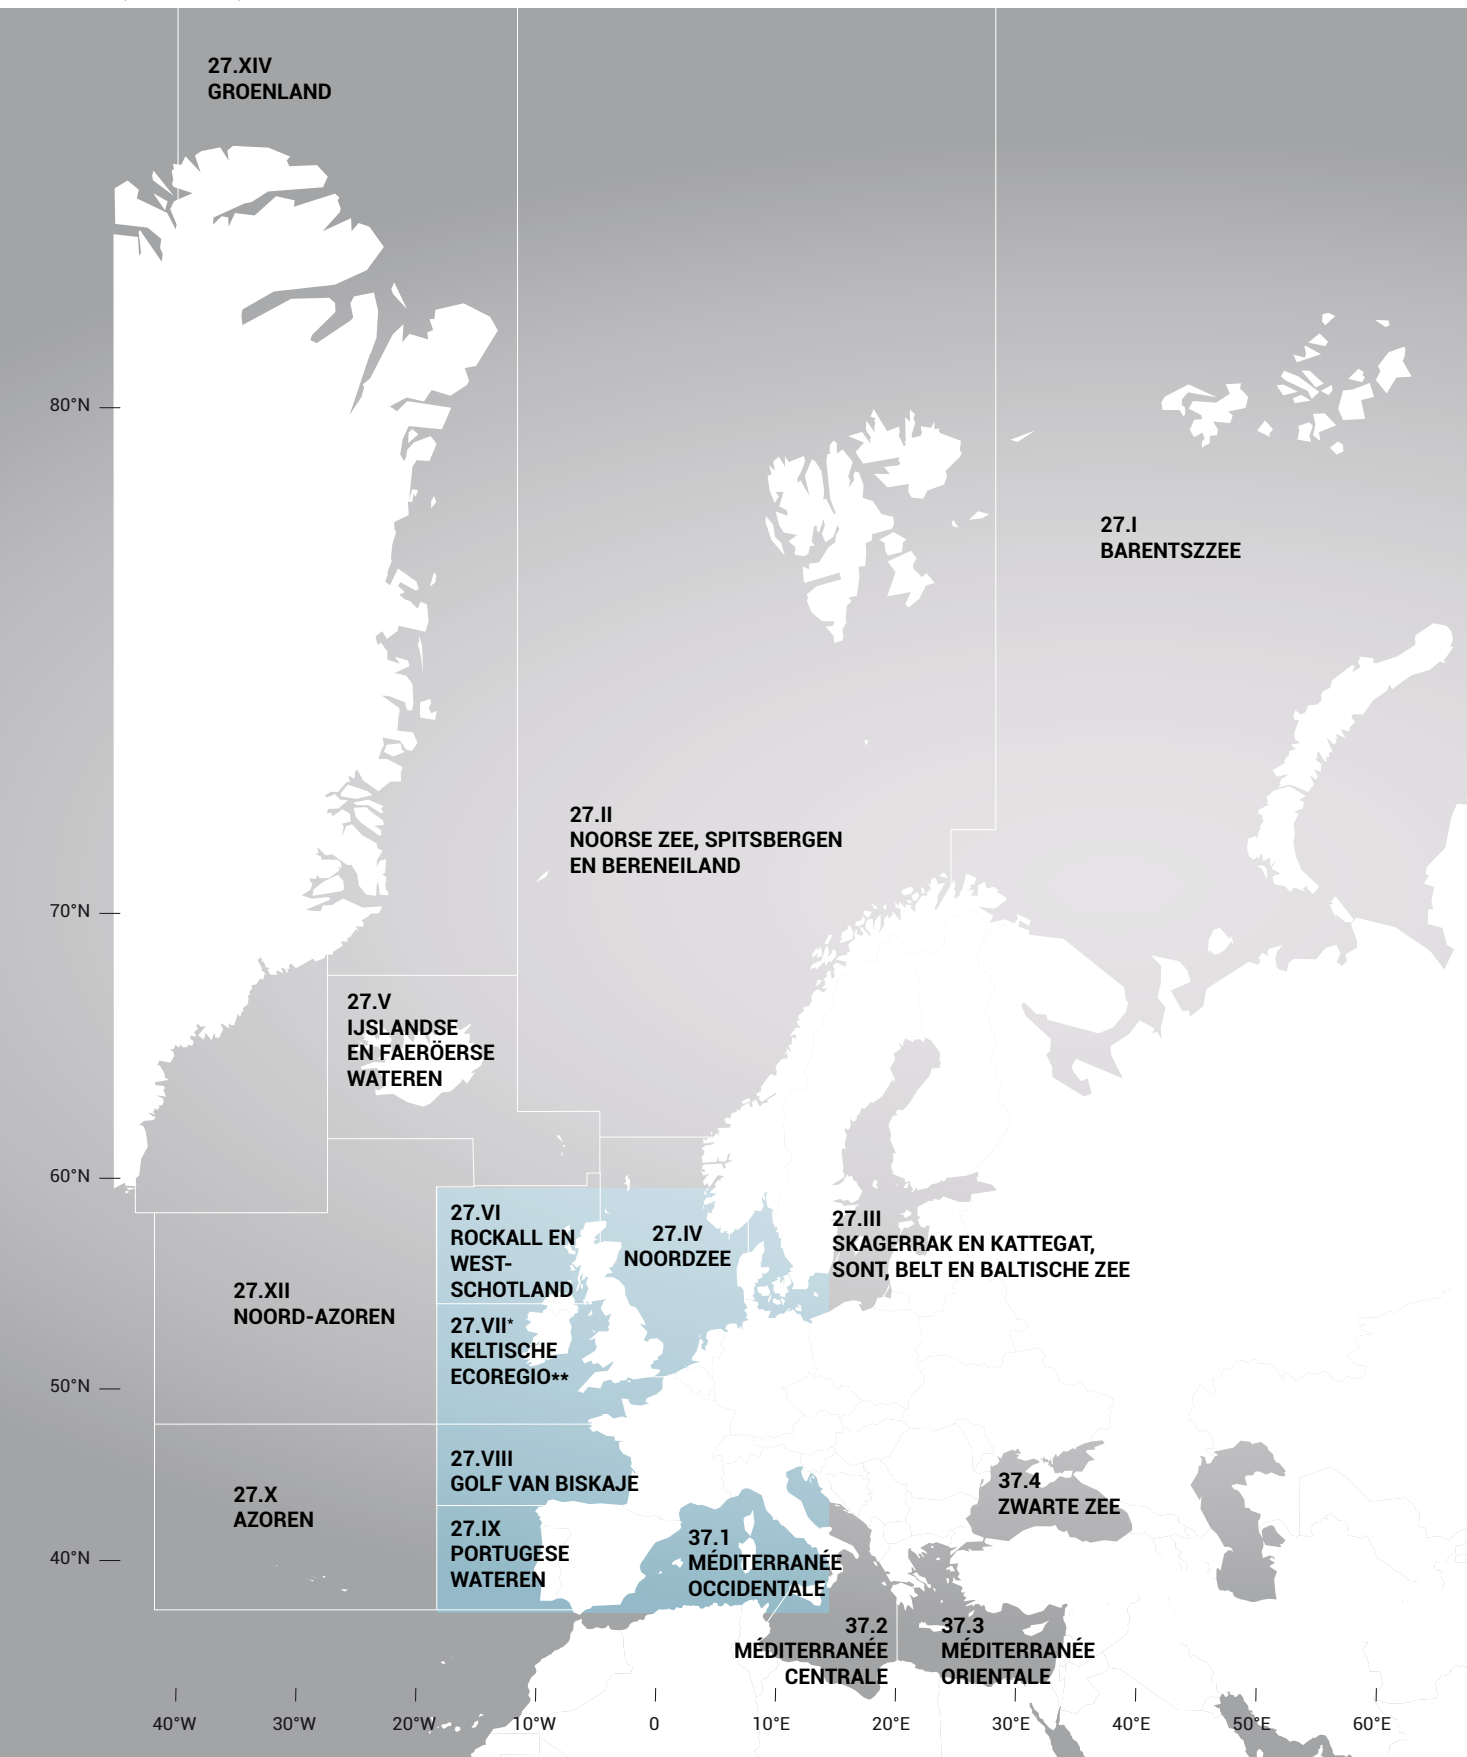 27.XIV
GROENLAND
80°N
27.I
BARENTSZZEE
27.II
NOORSE ZEE, SPITSBERGEN
EN BERENEILAND
70°N
27.V
IJSLANDSE
EN FAERÖERSE
WATEREN
60°N
27.VI
ROCKALL EN
WEST-
SCHOTLAND
27.IV
NOORDZEE
27.III
SKAGERRAK EN KATTEGAT,
SONT, BELT EN BALTISCHE ZEE
27.XII
NOORD-AZOREN
27.VII*
KELTISCHE
ECOREGIO**
50°N
27.VIII
GOLF VAN BISKAJE
27.X
AZOREN
37.4
ZWARTE ZEE
27.IX
PORTUGESE
WATEREN
37.1
MÉDITERRANÉE
OCCIDENTALE
40°N
37.2
MÉDITERRANÉE
CENTRALE
37.3
MÉDITERRANÉE
ORIENTALE
40°W 30°W 20°W 10°W 0 10°E 20°E 30°E 40°E 50°E 60°E